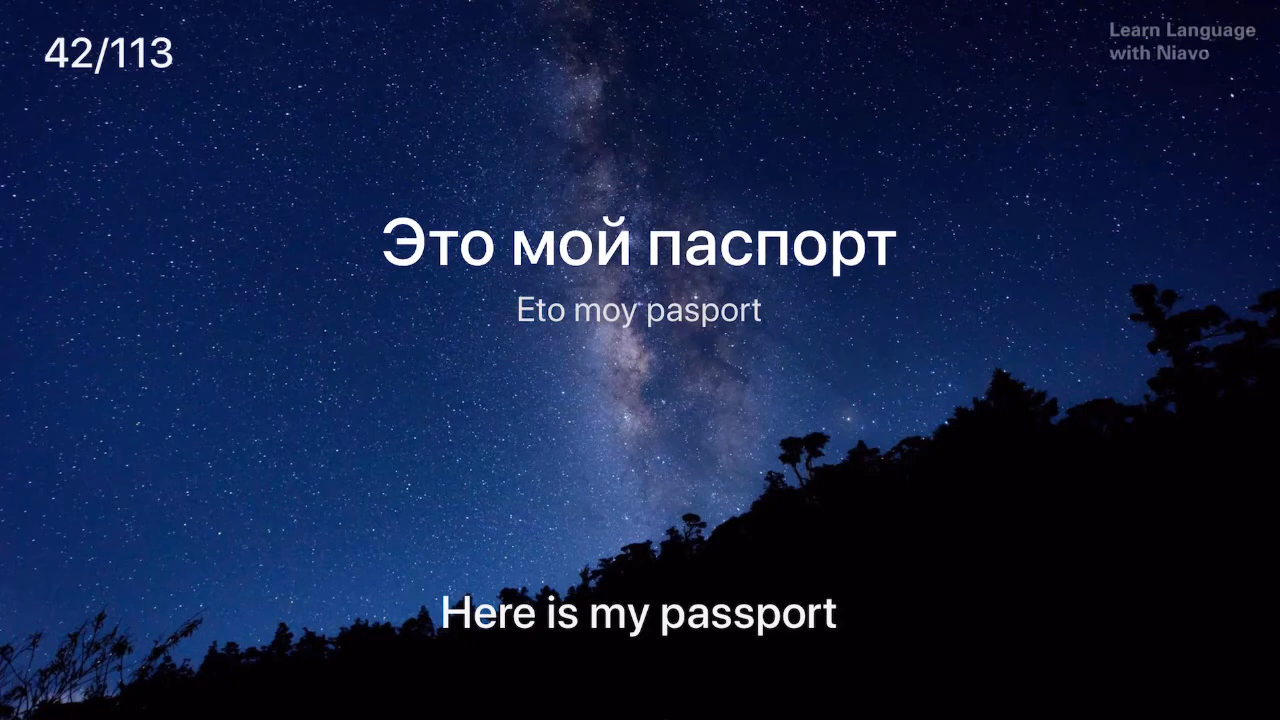 42/113
Learn Language
with Niavo
Это мой паспорт
Eto moy pasport
Here is my passport